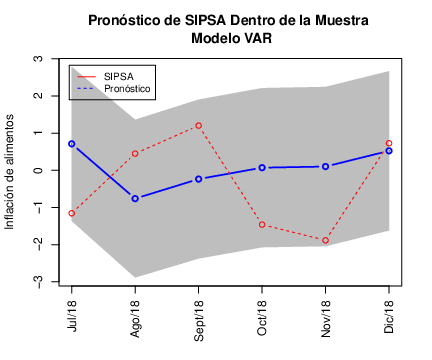 Pronóstico de SIPSA Dentro de la Muestra
Modelo VAR
Inflación de alimentos
3
2
1
0
−1
−2
−3
SIPSA
Pronóstico
Jul/18
Ago/18
Sept/18
Oct/18
Nov/18
Dic/18